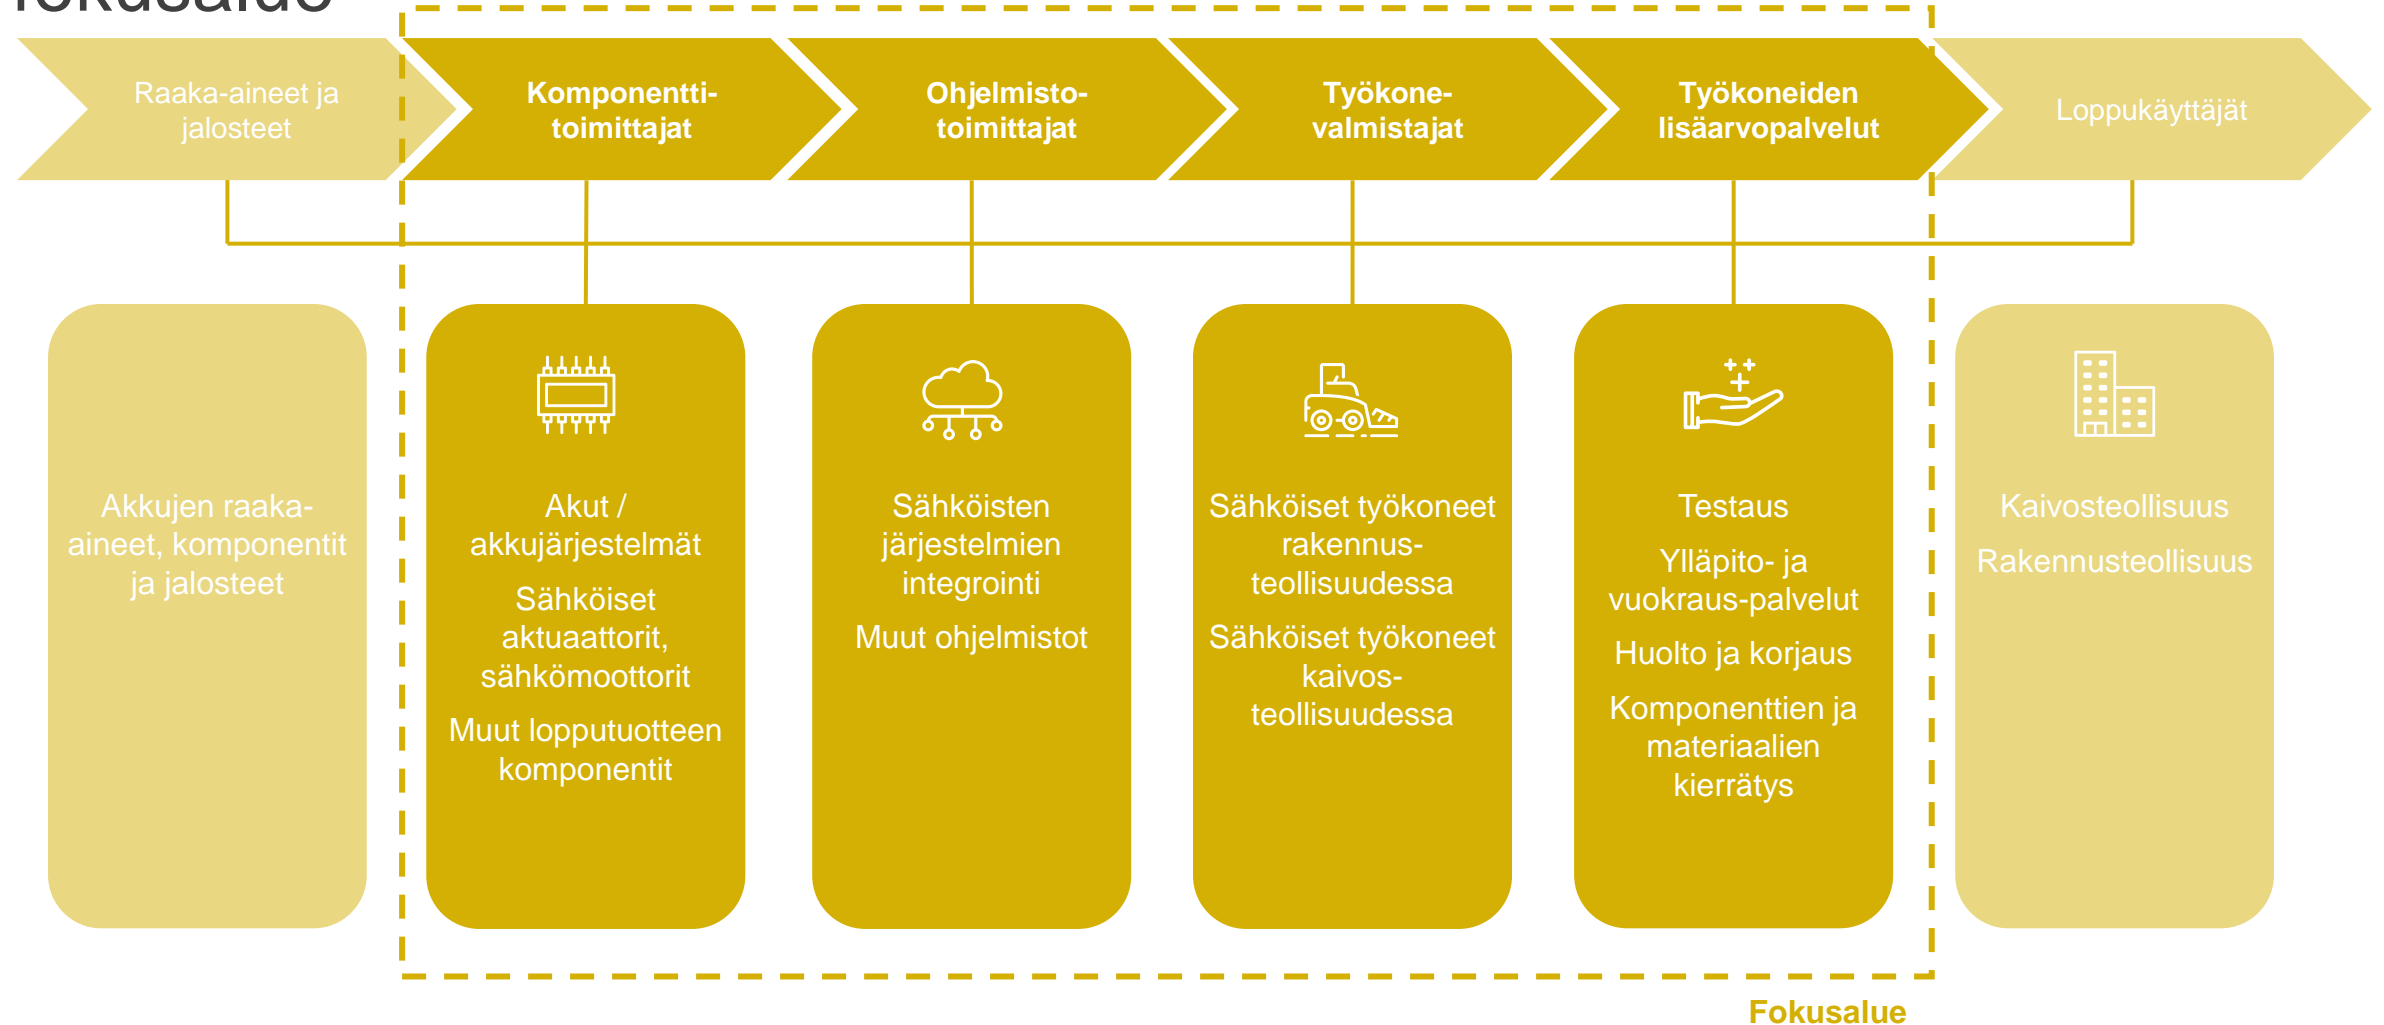 fokusalue
Raaka-aineet ja
jalosteet
Komponentti-
toimittajat
Ohjelmisto-
toimittajat
Työkone-
valmistajat
Työkoneiden
lisäarvopalvelut
Loppukäyttäjät
Akkujen raaka-
aineet, komponentit
ja jalosteet
Akut /
akkujärjestelmät
Sähköiset
aktuaattorit,
sähkömoottorit
Muut lopputuotteen
komponentit
Sähköisten
järjestelmien
integrointi
Muut ohjelmistot
Sähköiset työkoneet
rakennus-
teollisuudessa
Sähköiset työkoneet
kaivos-
teollisuudessa
Testaus
Ylläpito- ja
vuokraus-palvelut
Huolto ja korjaus
Komponenttien ja
materiaalien
kierrätys
Kaivosteollisuus
Rakennusteollisuus
Fokusalue